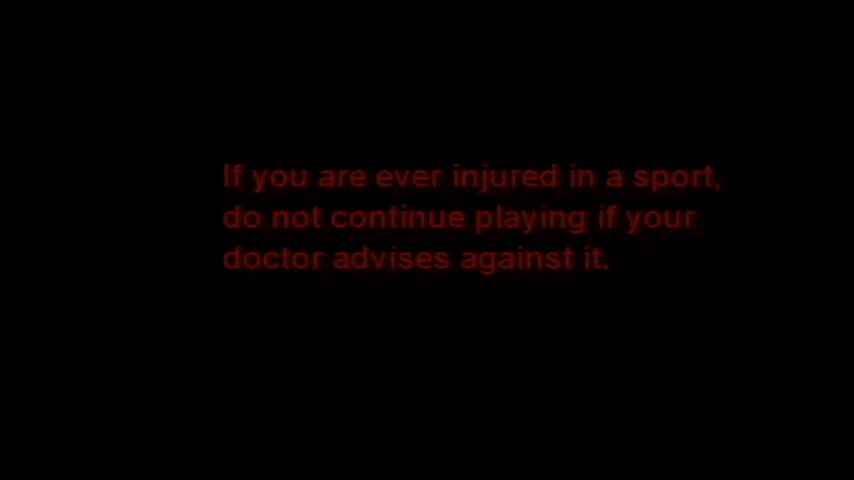 If you are ever injured in a sport,
do not continue playing if your
doctor advises against it.